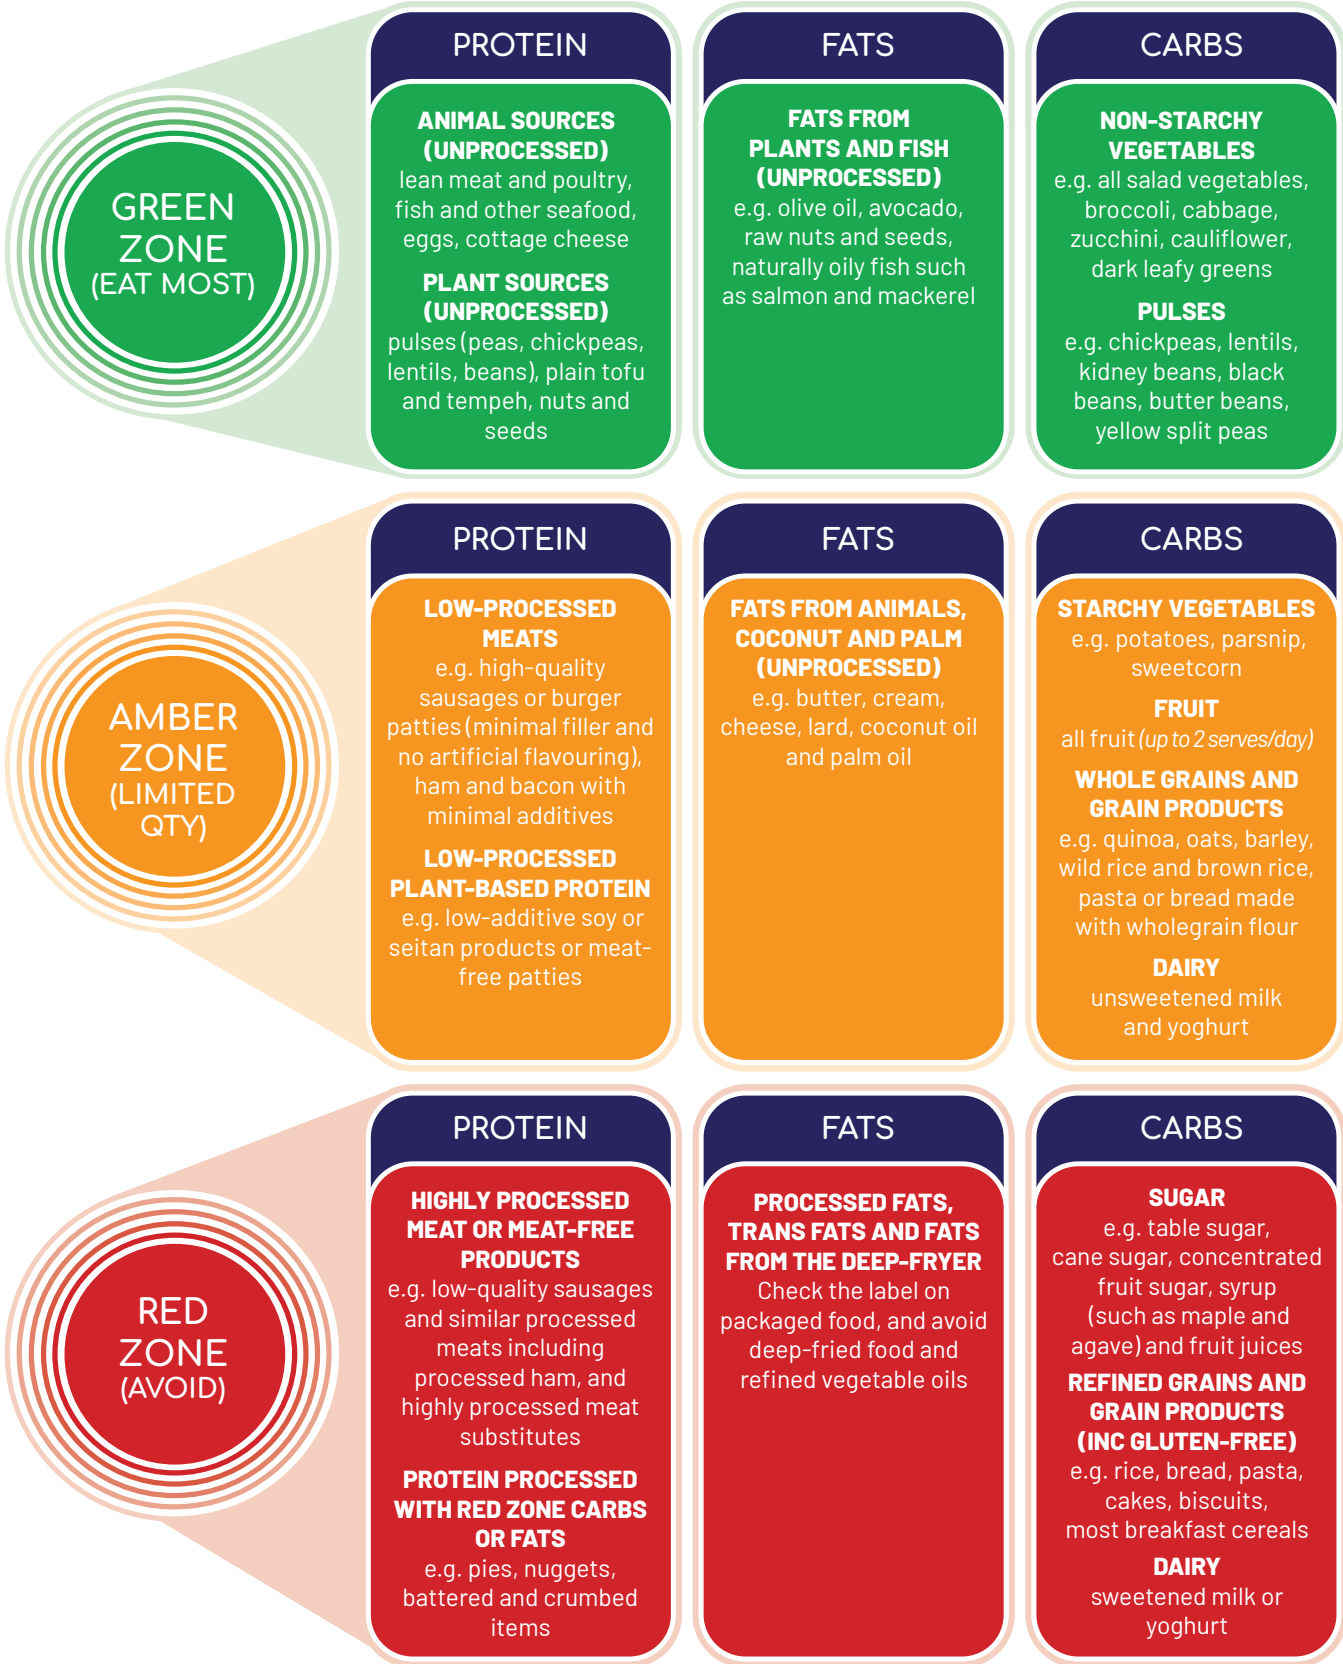 GREEN
ZONE
(EAT MOST)
PROTEIN
ANIMAL SOURCES
(UNPROCESSED)
lean meat and poultry,
fish and other seafood,
eggs, cottage cheese
PLANT SOURCES
(UNPROCESSED)
pulses (peas, chickpeas,
lentils, beans), plain tofu
and tempeh, nuts and
seeds
FATS
FATS FROM
PLANTS AND FISH
(UNPROCESSED)
e.g. olive oil, avocado,
raw nuts and seeds,
naturally oily fish such
as salmon and mackerel
CARBS
NON-STARCHY
VEGETABLES
e.g. all salad vegetables,
broccoli, cabbage,
zucchini, cauliflower,
dark leafy greens
PULSES
e.g. chickpeas, lentils,
kidney beans, black
beans, butter beans,
yellow split peas
AMBER
ZONE
(LIMITED
QTY)
PROTEIN
LOW-PROCESSED
MEATS
e.g. high-quality
sausages or burger
patties (minimal filler and
no artificial flavouring),
ham and bacon with
minimal additives
LOW-PROCESSED
PLANT-BASED PROTEIN
e.g. low-additive soy or
seitan products or meat-
free patties
FATS
FATS FROM ANIMALS,
COCONUT AND PALM
(UNPROCESSED)
e.g. butter, cream,
cheese, lard, coconut oil
and palm oil
CARBS
STARCHY VEGETABLES
e.g. potatoes, parsnip,
sweetcorn
FRUIT
all fruit (up to 2 serves/day)
WHOLE GRAINS AND
GRAIN PRODUCTS
e.g. quinoa, oats, barley,
wild rice and brown rice,
pasta or bread made
with wholegrain flour
DAIRY
unsweetened milk
and yoghurt
RED
ZONE
(AVOID)
PROTEIN
HIGHLY PROCESSED
MEAT OR MEAT-FREE
PRODUCTS
e.g. low-quality sausages
and similar processed
meats including
processed ham, and
highly processed meat
substitutes
PROTEIN PROCESSED
WITH RED ZONE CARBS
OR FATS
e.g. pies, nuggets,
battered and crumbed
items
FATS
PROCESSED FATS,
TRANS FATS AND FATS
FROM THE DEEP-FRYER
Check the label on
packaged food, and avoid
deep-fried food and
refined vegetable oils
CARBS
SUGAR
e.g. table sugar,
cane sugar, concentrated
fruit sugar, syrup
(such as maple and
agave) and fruit juices
REFINED GRAINS AND
GRAIN PRODUCTS
(INC GLUTEN-FREE)
e.g. rice, bread, pasta,
cakes, biscuits,
most breakfast cereals
DAIRY
sweetened milk or
yoghurt